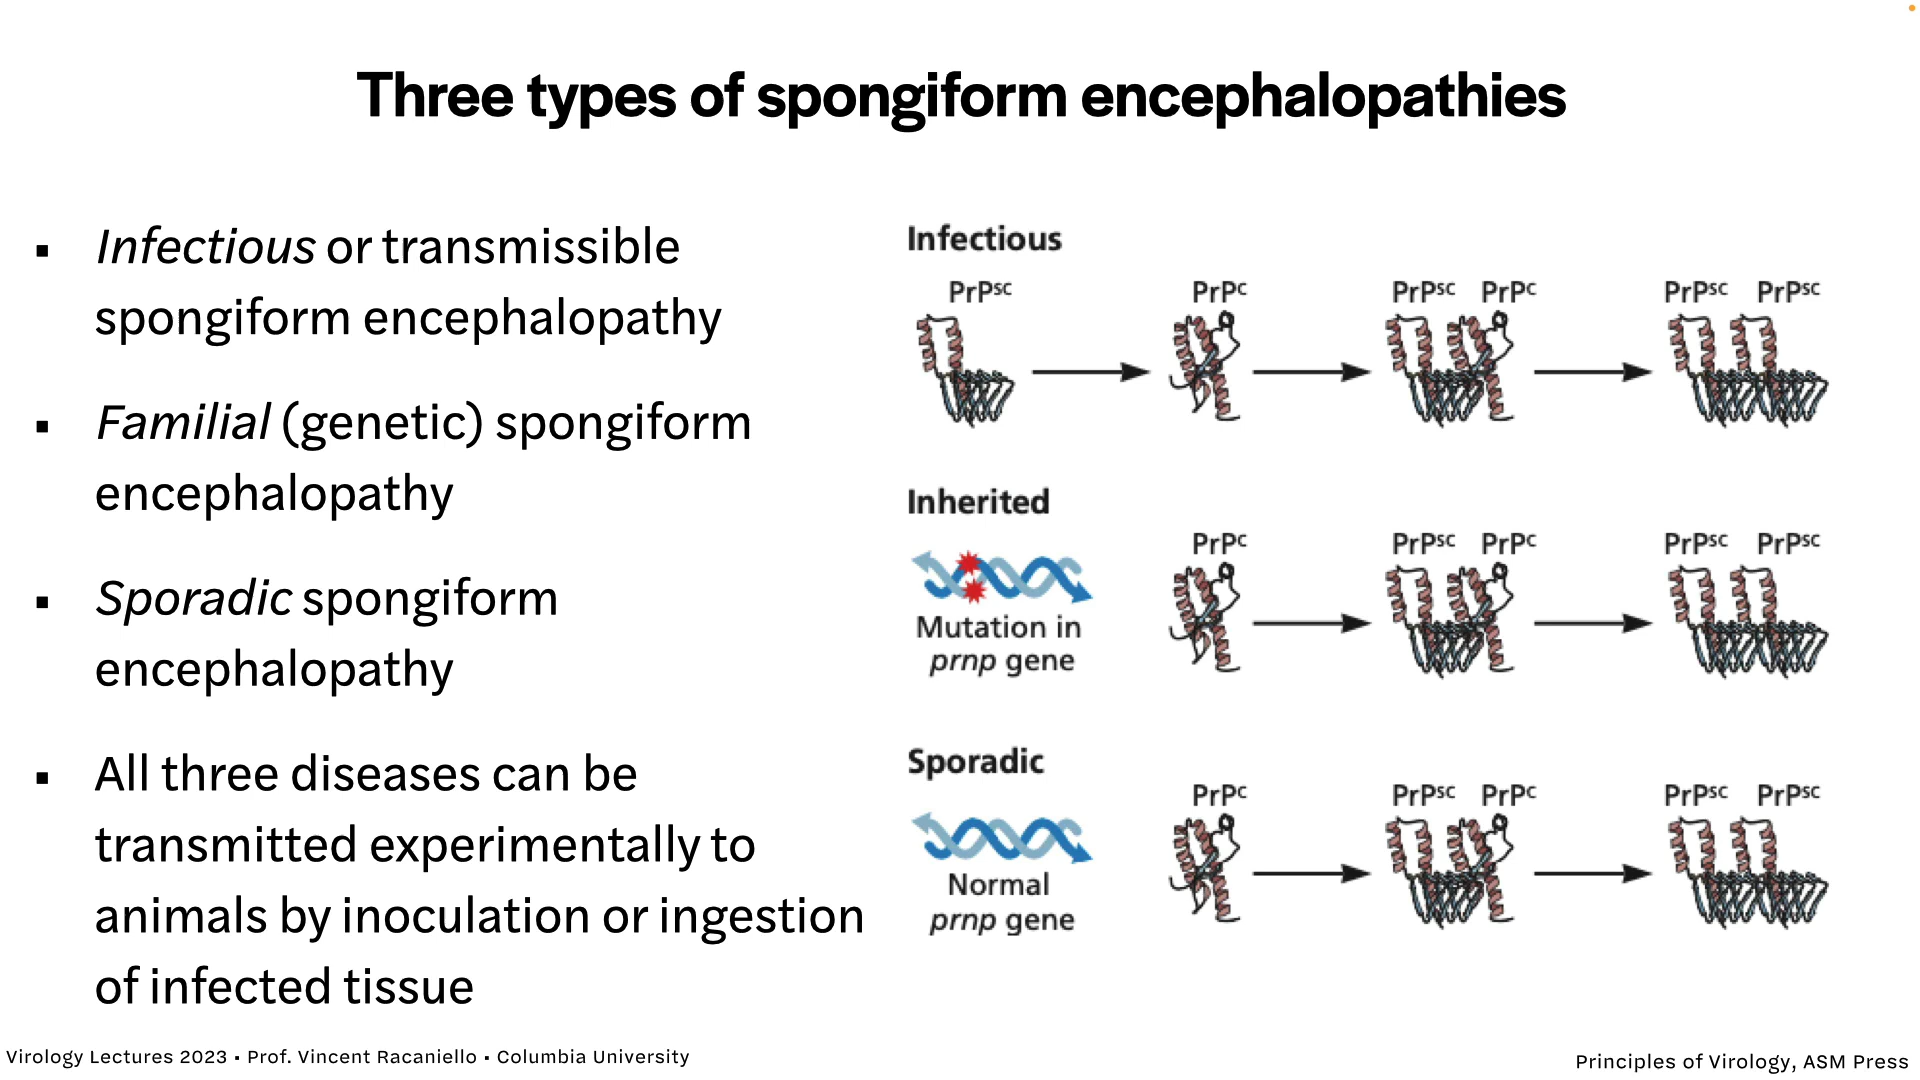 Three types of spongiform encephalopathies
▪ Infectious or transmissible
spongiform encephalopathy
▪ Familial (genetic) spongiform
encephalopathy
▪ Sporadic spongiform
encephalopathy
▪ All three diseases can be
transmitted experimentally to
animals by inoculation or ingestion
of infected tissue
Infectious
PrPsc PrPc PrPsc PrPc PrPsc PrPsc
Inherited
PrPc PrPsc PrPc PrPsc PrPsc
Mutation in
prnp gene
Sporadic
PrPc PrPsc PrPc PrPsc PrPsc
Normal
prnp gene
Virology Lectures 2023 ▪ Prof. Vincent Racaniello ▪ Columbia University
Principles of Virology, ASM Press